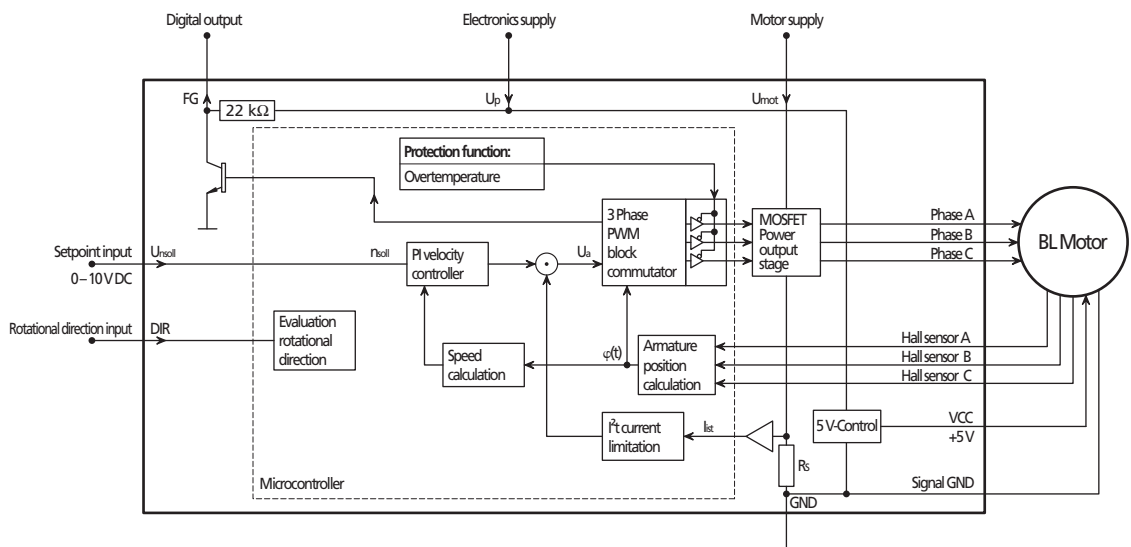 Digital output
Electronics supply
Motor supply
FG
22 kΩ
Up
Umot
Protection function:
Overtemperature
3 Phase
PWM
block
commutator
MOSFET
Power
output
stage
Phase A
Phase B
Phase C
BL Motor
Setpoint input
0–10 V DC
Unsoll
nsoll
PI velocity
controller
Ua
Rotational direction input
DIR
Evaluation
rotational
direction
Speed
calculation
φ(t)
Armature
position
calculation
Hall sensor A
Hall sensor B
Hall sensor C
I²t current
limitation
Iist
5 V-Control
VCC
+5 V
RS
Microcontroller
GND
Signal GND